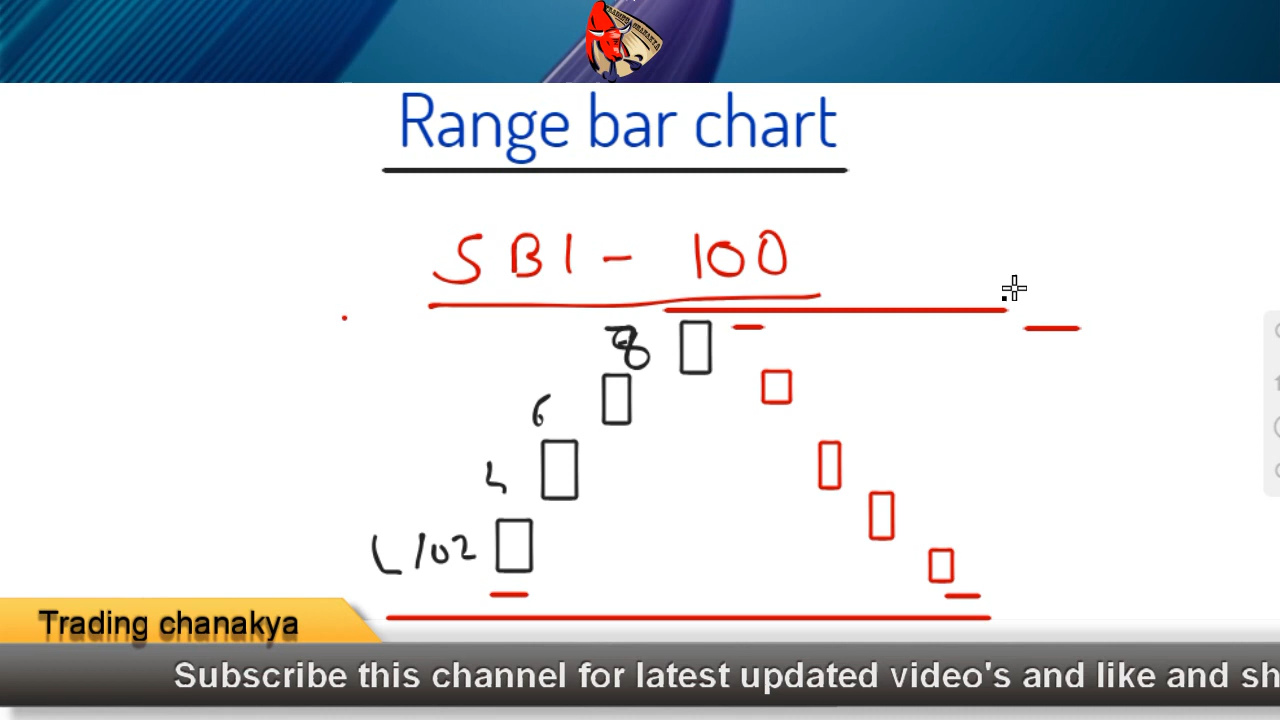 Range bar chart
SBI - 100
8
6
4
L 102
Trading chanakya
Subscribe this channel for latest updated video's and like and sh